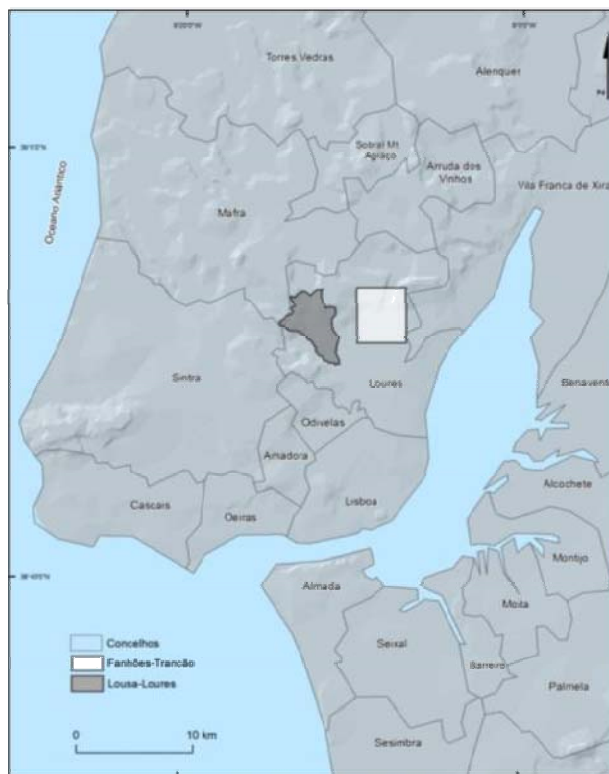 Torres Vedras
Alenquer
Sobral Mt
Agraço
Arruda dos
Vinhos
Vila Franca de Xira
Oceano Atlântico
Mafra
Sintra
Loures
Benavente
Odivelas
Amadora
Alcochete
Cascais
Oeiras
Lisboa
Montijo
Almada
Moita
Seixal
Barreiro
Palmela
Sesimbra
Concelhos
Fanhões-Trancão
Lousa-Loures
0 10 km